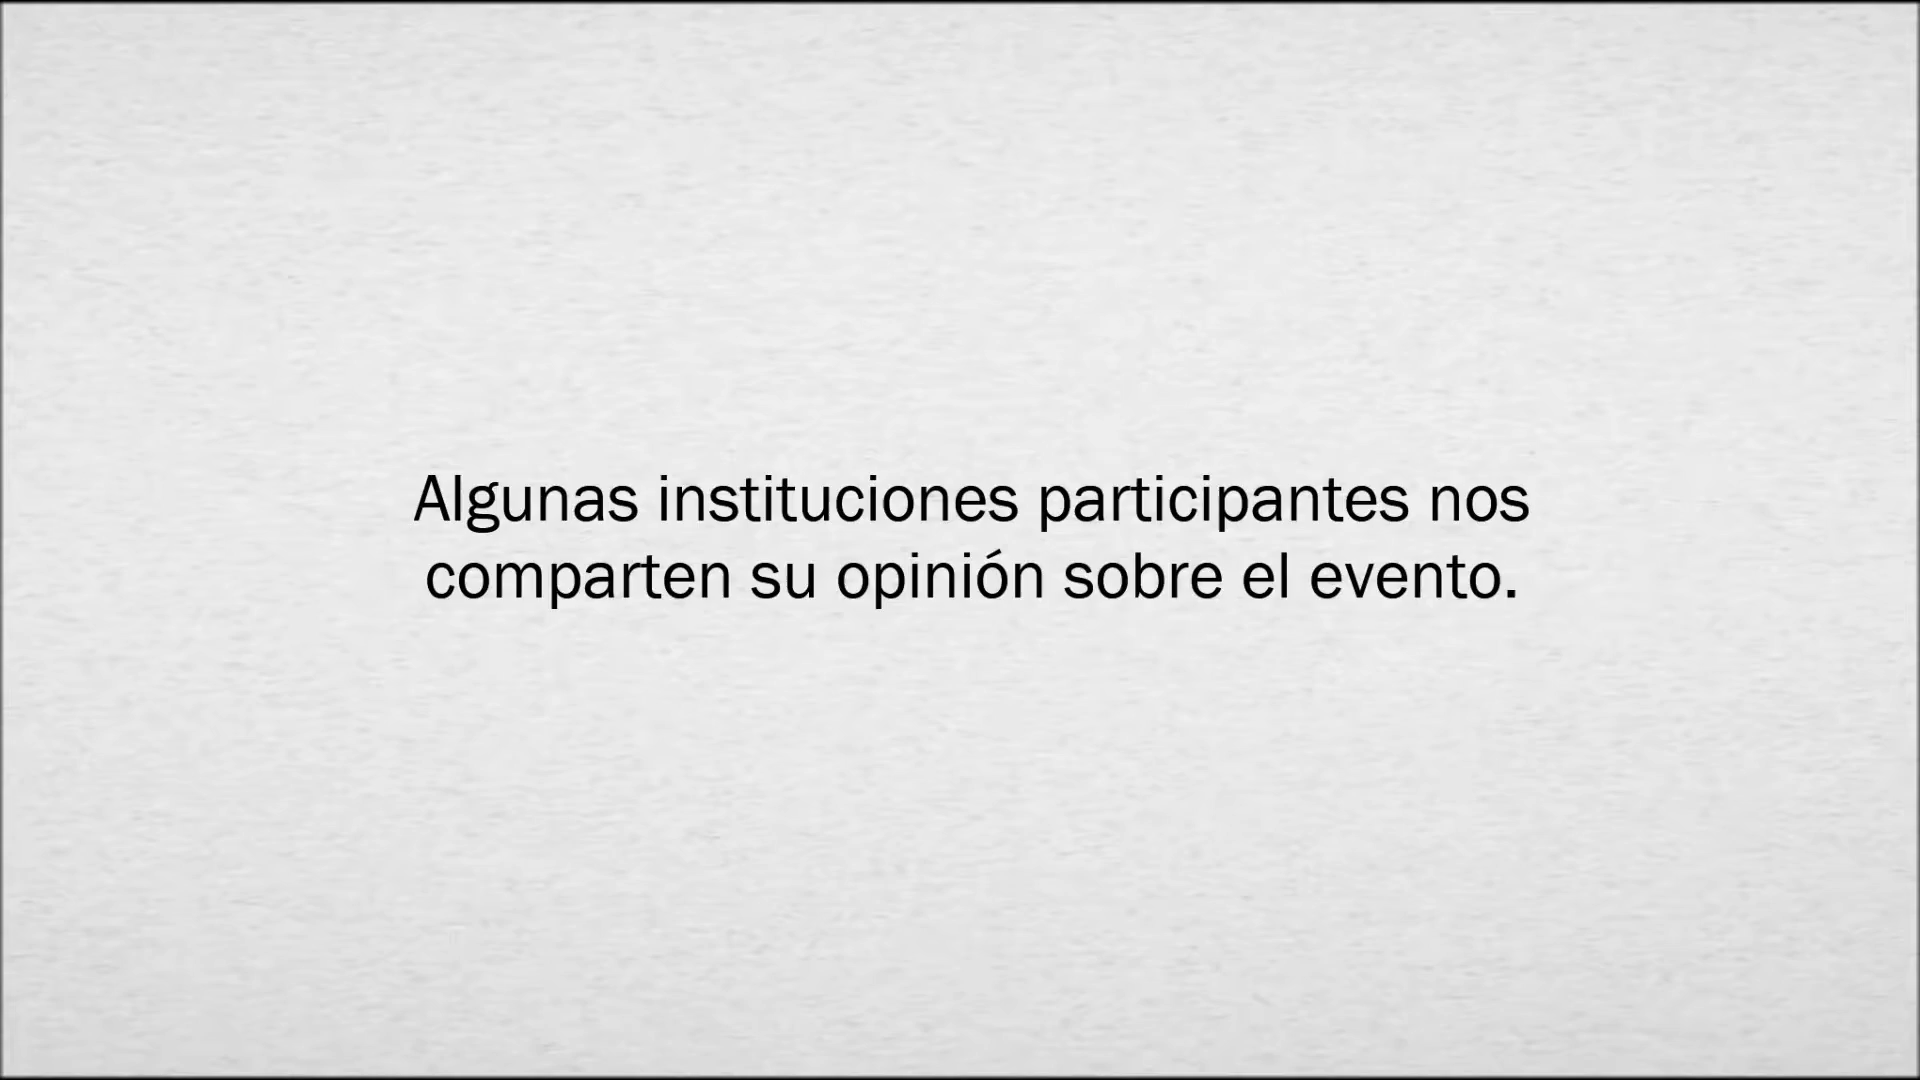 Algunas instituciones participantes nos
comparten su opinión sobre el evento.